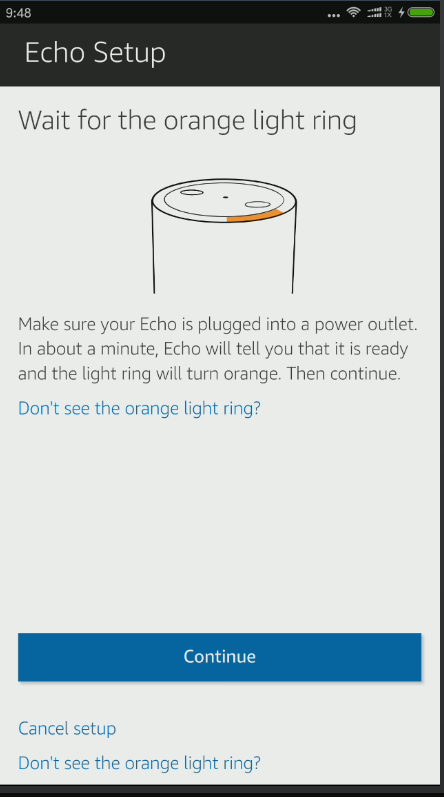 9:48
3G
1X
Echo Setup
Wait for the orange light ring
Make sure your Echo is plugged into a power outlet.
In about a minute, Echo will tell you that it is ready
and the light ring will turn orange. Then continue.
Don't see the orange light ring?
Continue
Cancel setup
Don't see the orange light ring?